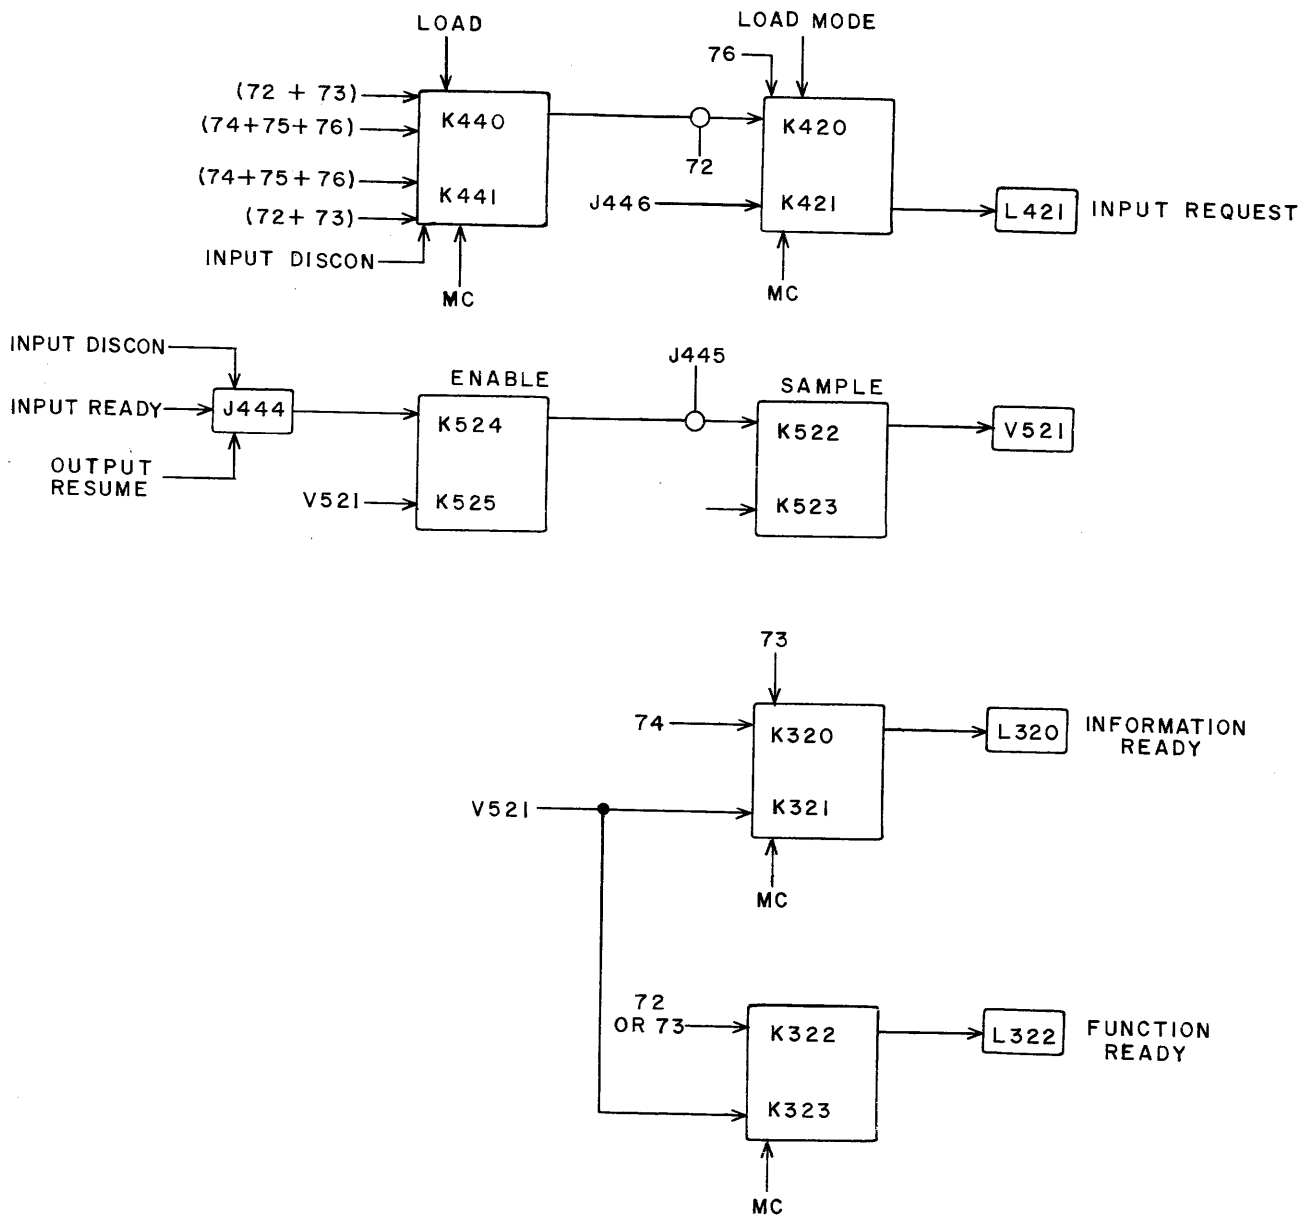 LOAD
LOAD MODE
76
(72 + 73)
(74+75+76)
K440
K420
72
(74+75+76)
K441
(72+73)
J446
K421
L421
INPUT REQUEST
INPUT DISCON
MC
MC
INPUT DISCON
INPUT READY
J444
OUTPUT
RESUME
ENABLE
K524
V521
K525
J445
SAMPLE
K522
K523
V521
73
74
K320
L320
INFORMATION
READY
V521
K321
MC
72
OR 73
K322
L322
FUNCTION
READY
K323
MC